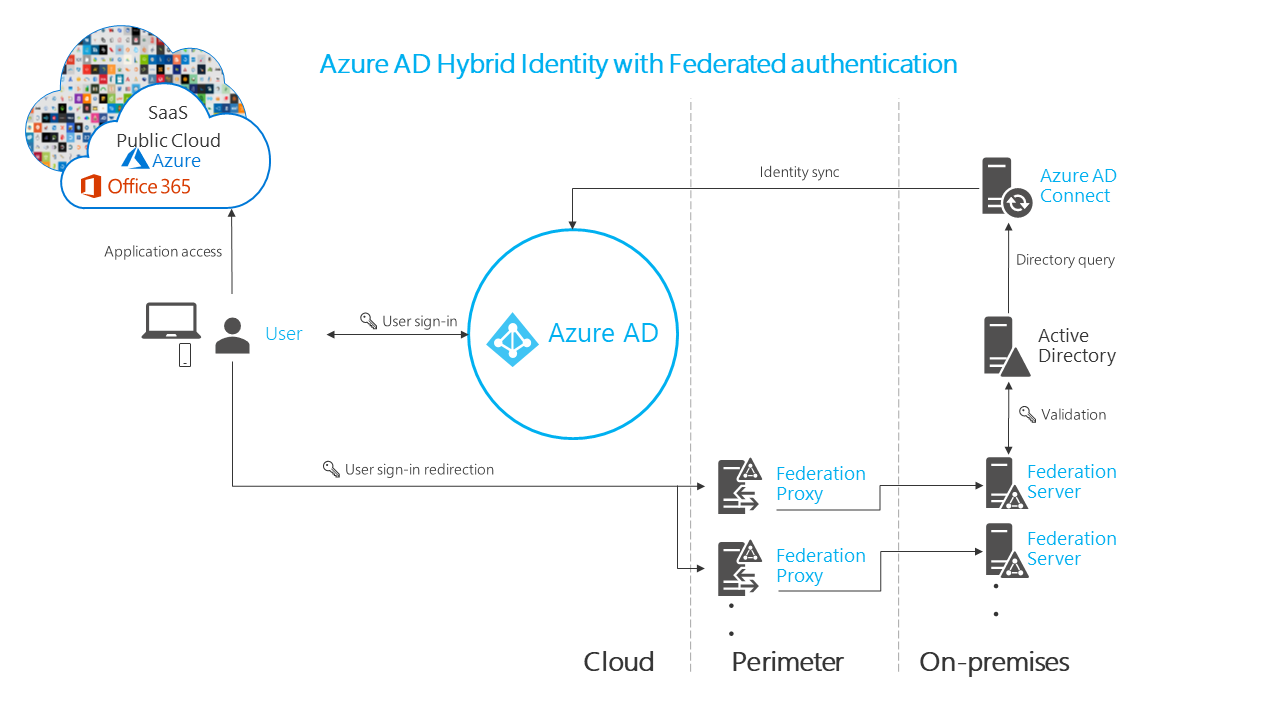 Azure AD Hybrid Identity with Federated authentication
SaaS
Public Cloud
Azure
Office 365
Identity sync
Azure AD
Connect
Application access
Directory query
User
User sign-in
Azure AD
Active
Directory
Validation
User sign-in redirection
Federation
Proxy
Federation
Server
Federation
Proxy
Federation
Server
Cloud
Perimeter
On-premises